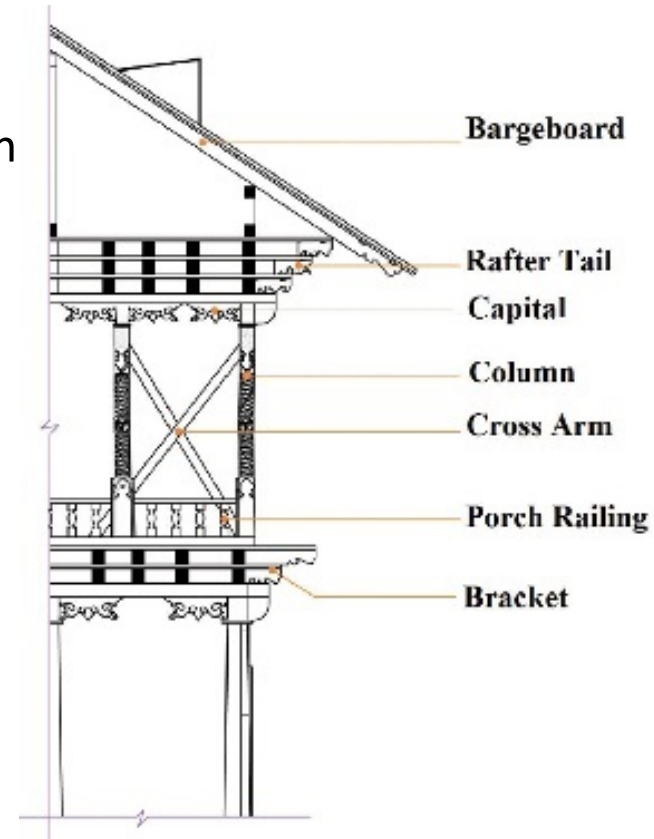 n
Bargeboard
Rafter Tail
Capital
Column
Cross Arm
Porch Railing
Bracket